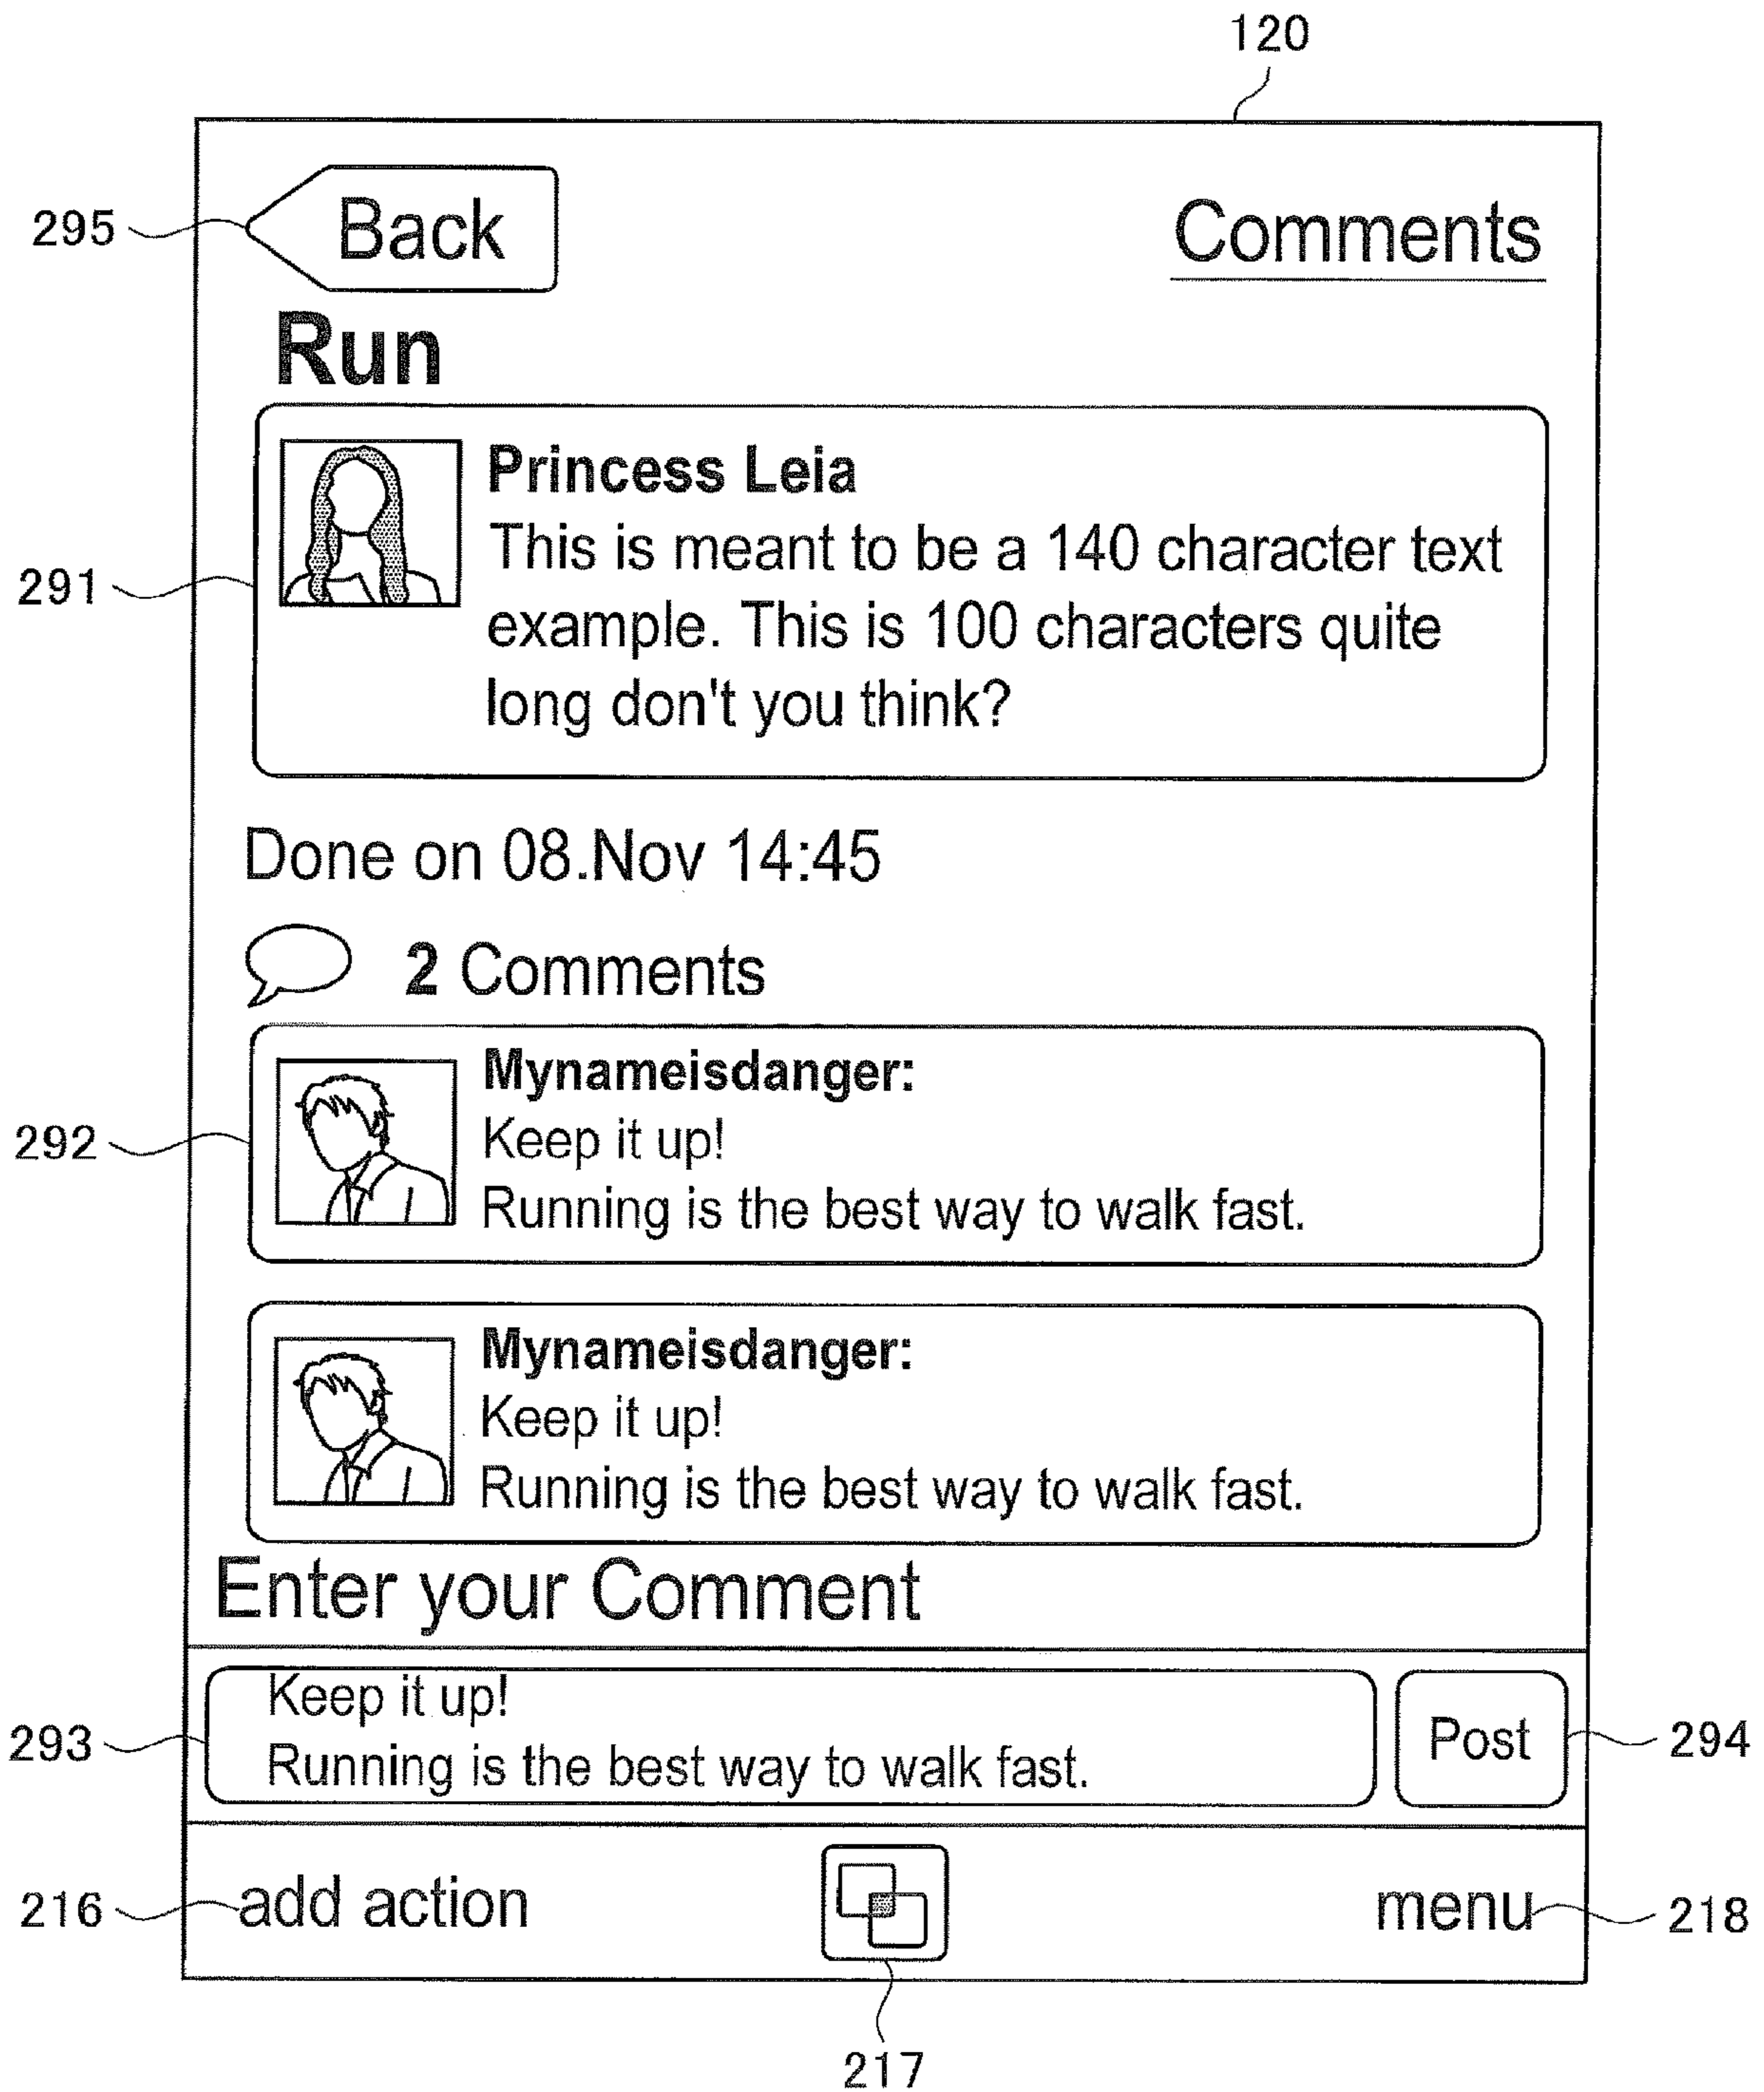 120
295
Back
Comments
Run
291
Princess Leia
This is meant to be a 140 character text
example. This is 100 characters quite
long don't you think?
Done on 08.Nov 14:45
2 Comments
292
Mynameisdanger:
Keep it up!
Running is the best way to walk fast.
Mynameisdanger:
Keep it up!
Running is the best way to walk fast.
Enter your Comment
293
Keep it up!
Running is the best way to walk fast.
Post
294
216
add action
menu
218
217